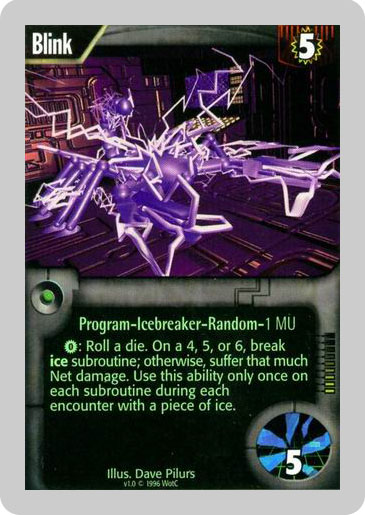 Blink
5
Program-Icebreaker-Random-1 MU
0: Roll a die. On a 4, 5, or 6, break
ice subroutine; otherwise, suffer that much
Net damage. Use this ability only once on
each subroutine during each
encounter with a piece of ice.
5
Illus. Dave Pilurs
v1.0 © 1996 WotC